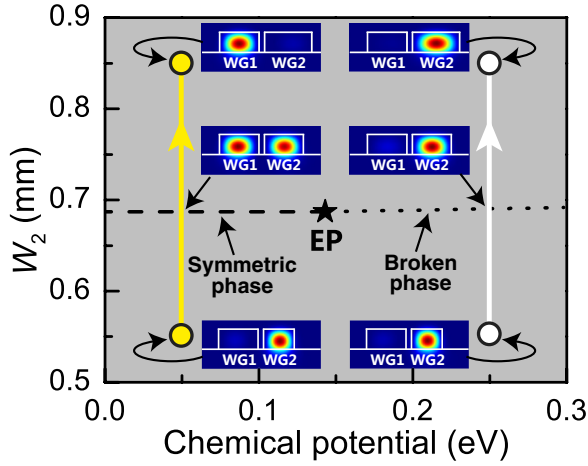 0.9
WG1 WG2
WG1 WG2
0.8
WG1 WG2
WG1 WG2
0.7
W2 (mm)
EP
Symmetric
phase
Broken
phase
0.6
WG1 WG2
WG1 WG2
0.5
0.0 0.1 0.2 0.3
Chemical potential (eV)